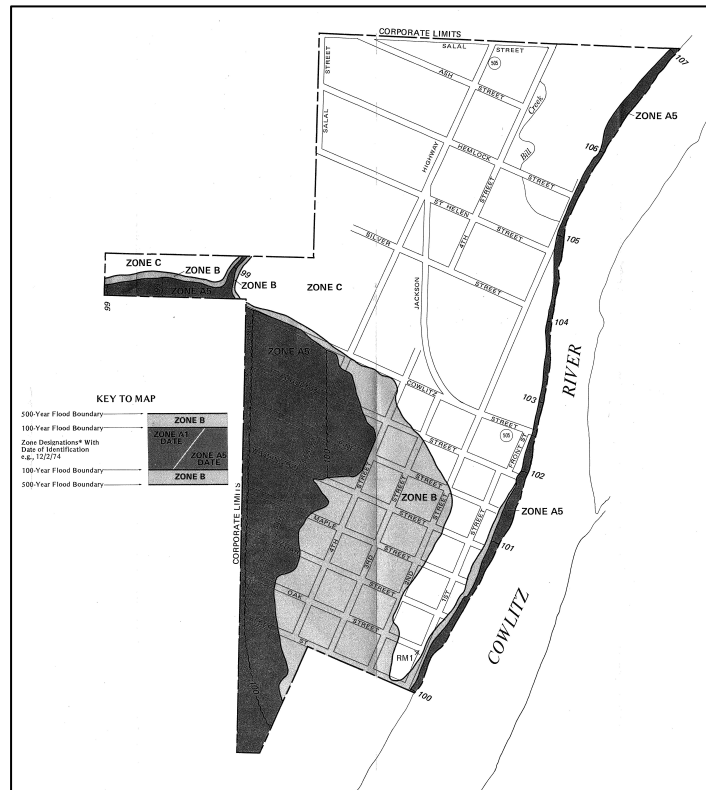 CORPORATE LIMITS
SALAL STREET
505
ASH STREET
SALAL STREET
107
ZONE A5
Bill Creek
106
HIGHWAY
HEMLOCK STREET
4TH STREET
ST HELEN STREET
SILVER STREET
105
ZONE C
ZONE B
ZONE A5
99
99
ZONE B
ZONE C
JACKSON
104
RIVER
ZONE A5
COWLITZ STREET
103
KEY TO MAP
500-Year Flood Boundary
100-Year Flood Boundary
Zone Designations* With
Date of Identification
e.g., 12/2/74
100-Year Flood Boundary
500-Year Flood Boundary
ZONE B
ZONE A1
DATE
ZONE A5
DATE
ZONE B
505
FRONT ST
STREET
102
STREET
STREET
STREET
STREET
ZONE B
STREET
ZONE A5
101
CORPORATE LIMITS
MAPLE STREET
4TH
3RD
2ND
1ST
OAK STREET
STREET
ST
COWLITZ
RM1
100